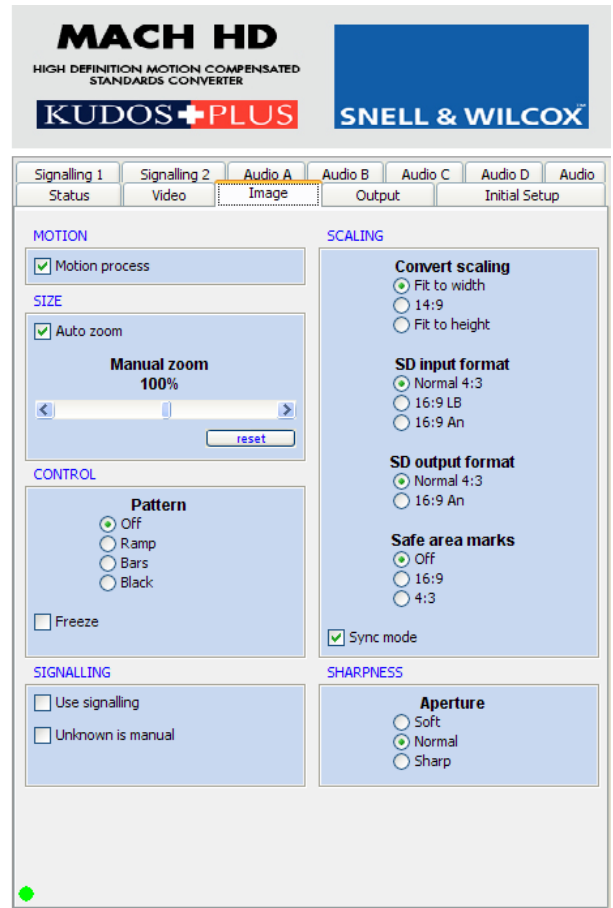 MACH HD
HIGH DEFINITION MOTION COMPENSATED
STANDARDS CONVERTER
KUDOS PLUS
SNELL & WILCOX
Signalling 1 Signalling 2 Audio A Audio B Audio C Audio D Audio
Status Video Image Output Initial Setup
MOTION
Motion process
SIZE
Auto zoom
Manual zoom
100%
reset
CONTROL
Pattern
Off
Ramp
Bars
Black
Freeze
SIGNALLING
Use signalling
Unknown is manual
SCALING
Convert scaling
Fit to width
14:9
Fit to height
SD input format
Normal 4:3
16:9 LB
16:9 An
SD output format
Normal 4:3
16:9 An
Safe area marks
Off
16:9
4:3
Sync mode
SHARPNESS
Aperture
Soft
Normal
Sharp